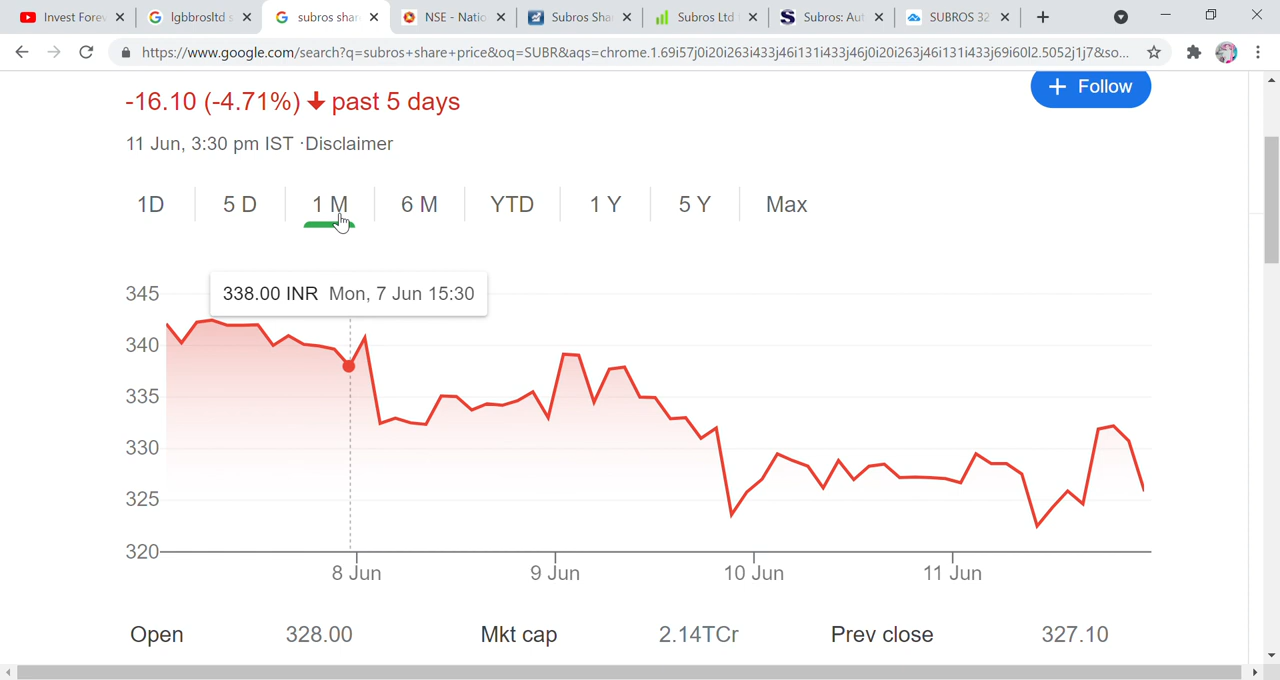 Invest Forev
lgbbrosltd s
subros shar
NSE - Natio
Subros Sha
Subros Ltd
Subros: Aut
SUBROS 32
https://www.google.com/search?q=subros+share+price&oq=SUBR&aqs=chrome.1.69i57j0i20i263i433j46i131i433j46j0i20i263j46i131i433j69i60l2.5052j1j7&so...
-16.10 (-4.71%) ↓ past 5 days
+ Follow
11 Jun, 3:30 pm IST ·Disclaimer
1D 5 D 1 M 6 M YTD 1 Y 5 Y Max
338.00 INR Mon, 7 Jun 15:30
345
340
335
330
325
320
8 Jun 9 Jun 10 Jun 11 Jun
Open 328.00 Mkt cap 2.14TCr Prev close 327.10